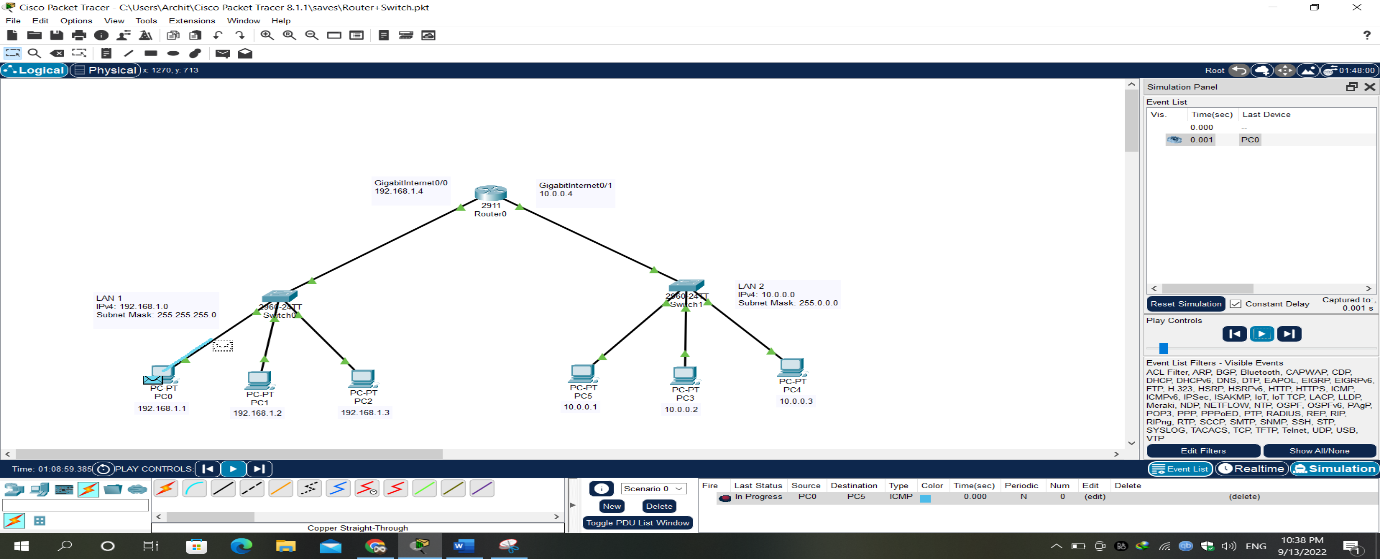 Cisco Packet Tracer - C:\Users\Archit\Cisco Packet Tracer 8.1.1\saves\Router+Switch.pkt
File Edit Options View Tools Extensions Window Help
?
Logical Physical x: 1270, y: 713
Root 01:48:00
GigabitInternet0/0
192.168.1.4
GigabitInternet0/1
10.0.0.4
2911
Router0
LAN 1
IPv4: 192.168.1.0
Subnet Mask: 255.255.255.0
2960-24TT
Switch0
2960-24TT
Switch1
LAN 2
IPv4: 10.0.0.0
Subnet Mask: 255.0.0.0
PC-PT
PC0
192.168.1.1
PC-PT
PC1
192.168.1.2
PC-PT
PC2
192.168.1.3
PC-PT
PC5
10.0.0.1
PC-PT
PC3
10.0.0.2
PC-PT
PC4
10.0.0.3
Simulation Panel
Event List
Vis. Time(sec) Last Device
0.000 --
0.001 PC0
Reset Simulation Constant Delay
Captured to
0.001 s
Play Controls
Event List Filters - Visible Events
ACL Filter, ARP, BGP, Bluetooth, CAPWAP, CDP,
DHCP, DHCPv6, DNS, DTP, EAPOL, EIGRP, EIGRPv6,
FTP, H.323, HSRP, HSRPv6, HTTP, HTTPS, ICMP,
ICMPv6, IPSec, ISAKMP, IoT, IoT TCP, LACP, LLDP,
Meraki, NDP, NETFLOW, NTP, OSPF, OSPFv6, PAgP,
POP3, PPP, PPPoED, PTP, RADIUS, REP, RIP,
RIPng, RTP, SCCP, SMTP, SNMP, SSH, STP,
SYSLOG, TACACS, TCP, TFTP, Telnet, UDP, USB,
VTP
Edit Filters Show All/None
Time: 01:08:59.385 PLAY CONTROLS:
Event List Realtime Simulation
Copper Straight-Through
Scenario 0
New Delete
Toggle PDU List Window
Fire Last Status Source Destination Type Color Time(sec) Periodic Num Edit Delete
In Progress PC0 PC5 ICMP 0.000 N 0 (edit) (delete)
ENG
10:38 PM
9/13/2022